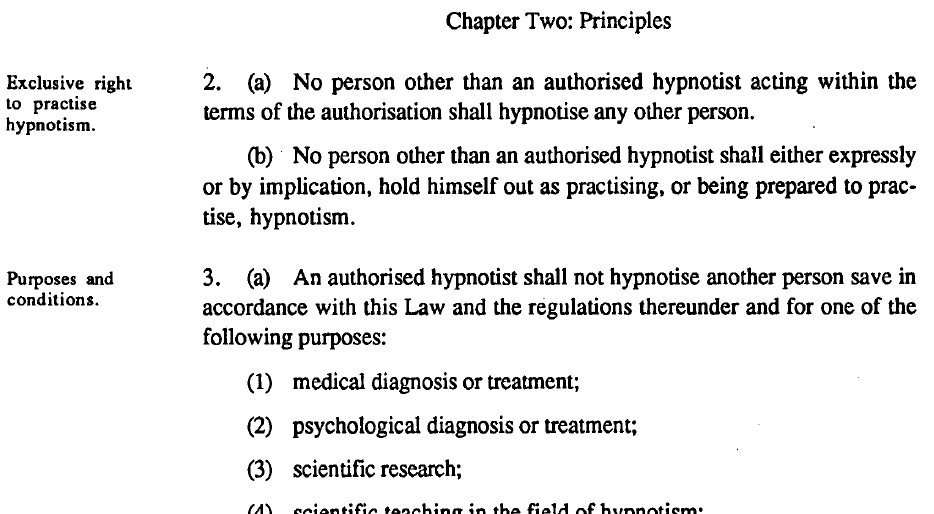 Chapter Two: Principles
Exclusive right
to practise
hypnotism.
2. (a) No person other than an authorised hypnotist acting within the
terms of the authorisation shall hypnotise any other person.
(b) No person other than an authorised hypnotist shall either expressly
or by implication, hold himself out as practising, or being prepared to prac-
tise, hypnotism.
Purposes and
conditions.
3. (a) An authorised hypnotist shall not hypnotise another person save in
accordance with this Law and the regulations thereunder and for one of the
following purposes:
(1) medical diagnosis or treatment;
(2) psychological diagnosis or treatment;
(3) scientific research;
(4) scientific teaching in the field of hypnotism;